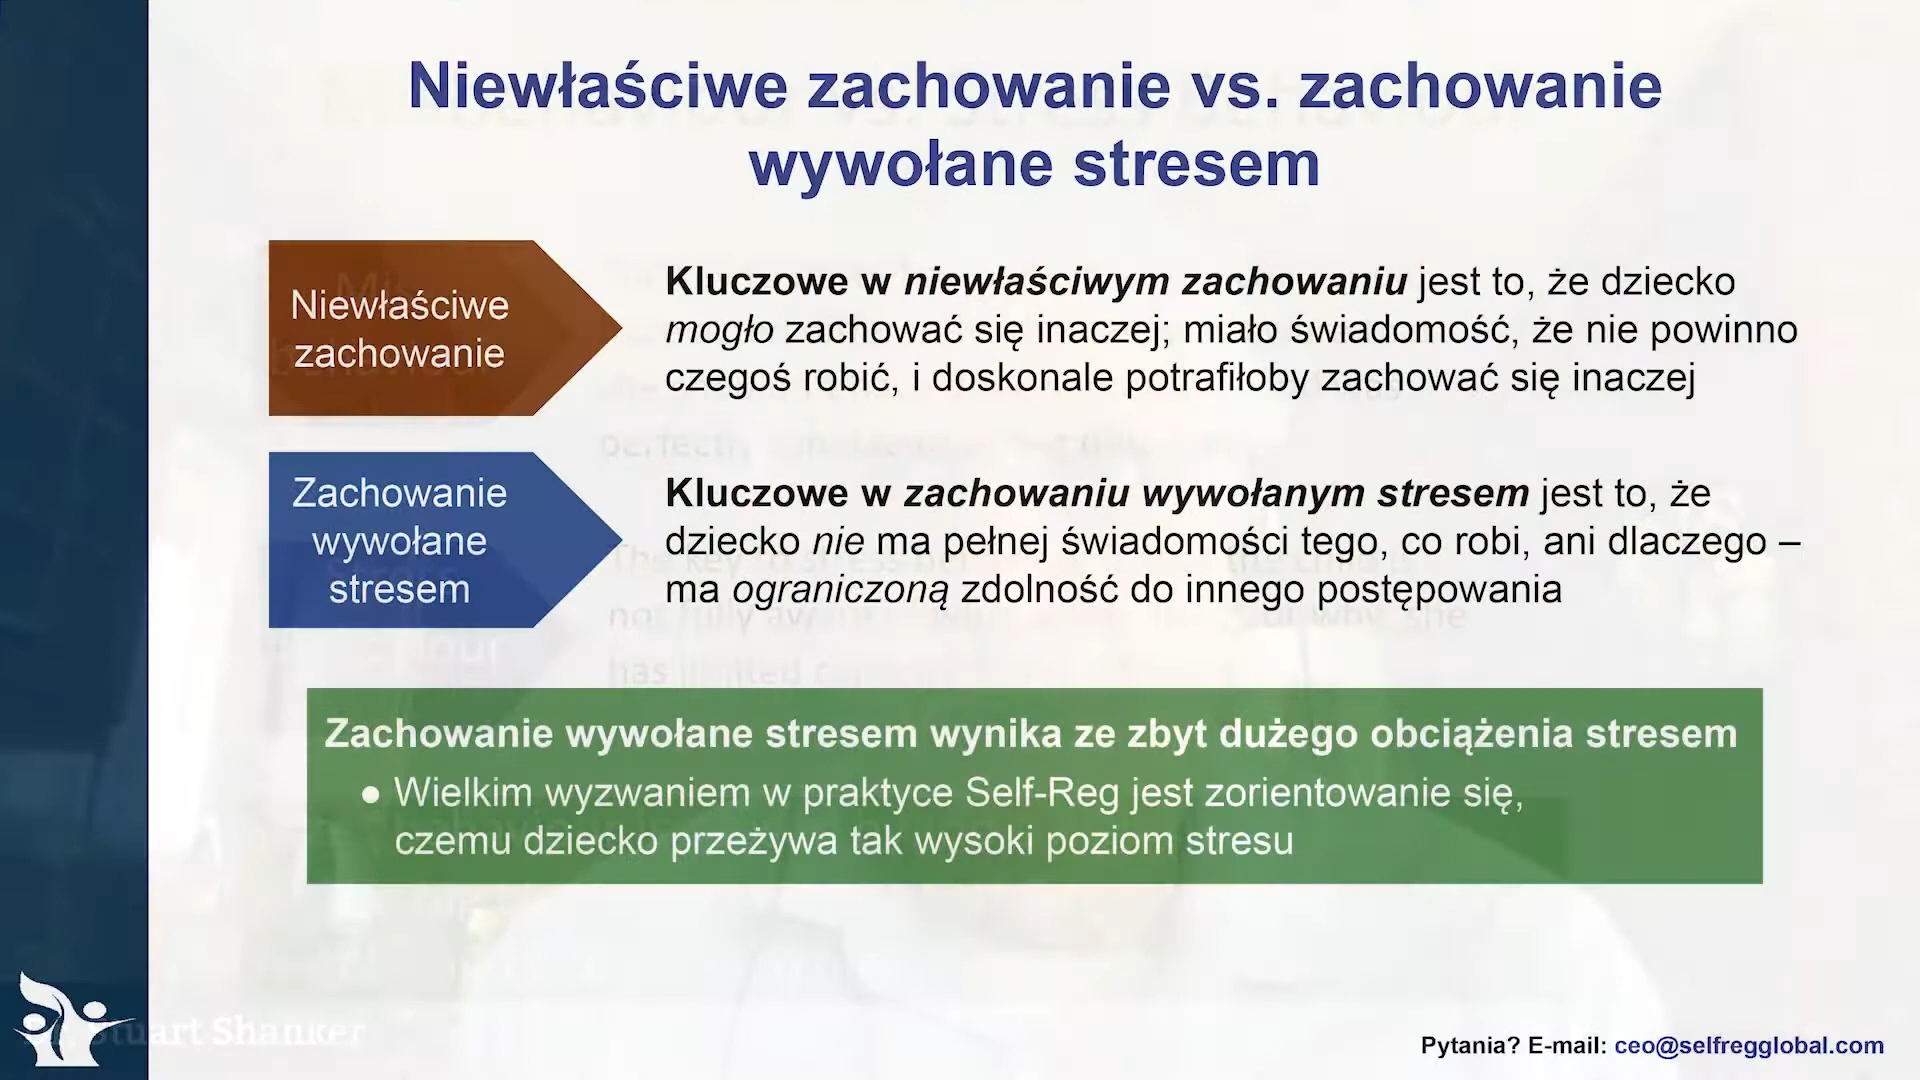 Niewłaściwe zachowanie vs. zachowanie
wywołane stresem
Niewłaściwe
zachowanie
Kluczowe w niewłaściwym zachowaniu jest to, że dziecko
mogło zachować się inaczej; miało świadomość, że nie powinno
czegoś robić, i doskonale potrafiłoby zachować się inaczej
Zachowanie
wywołane
stresem
Kluczowe w zachowaniu wywołanym stresem jest to, że
dziecko nie ma pełnej świadomości tego, co robi, ani dlaczego –
ma ograniczoną zdolność do innego postępowania
Zachowanie wywołane stresem wynika ze zbyt dużego obciążenia stresem
● Wielkim wyzwaniem w praktyce Self-Reg jest zorientowanie się,
czemu dziecko przeżywa tak wysoki poziom stresu
Stuart Shanker
Pytania? E-mail: ceo@selfregglobal.com